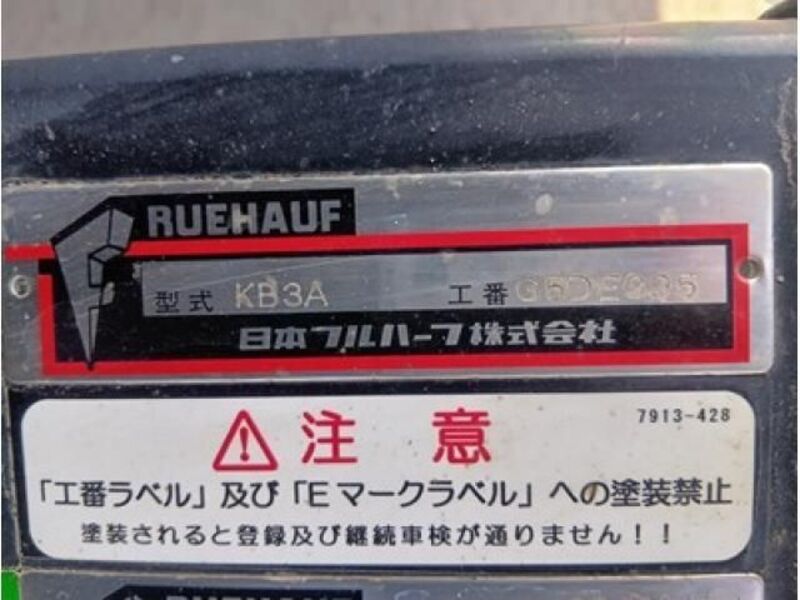 FRUEHAUF
型式 KB3A 工番
日本フルハーフ株式会社
注意
7913-428
「工番ラベル」及び「Eマークラベル」への塗装禁止
塗装されると登録及び継続車検が通りません!!
RUEHAUF